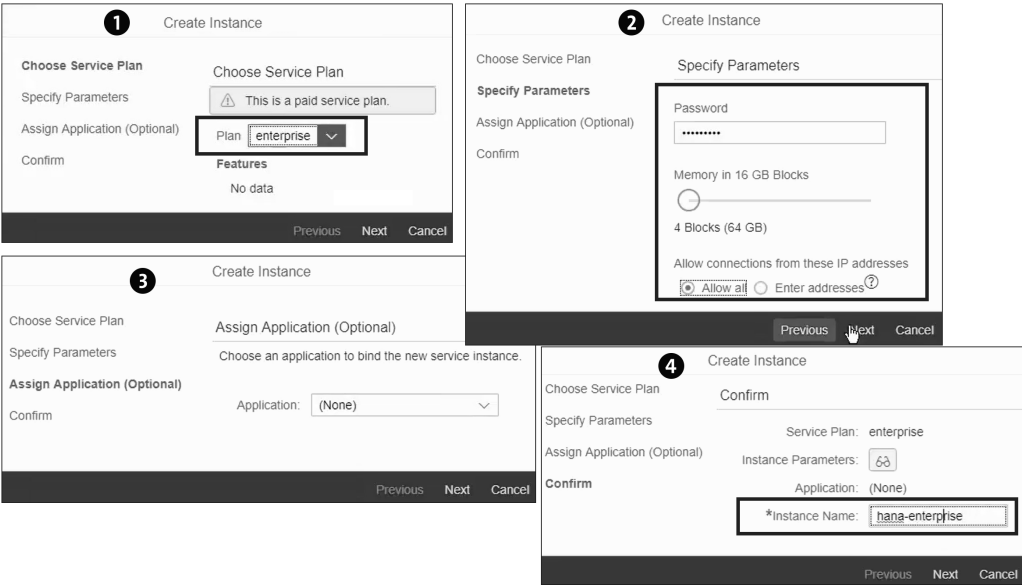 1
Create Instance
Choose Service Plan
Specify Parameters
Assign Application (Optional)
Confirm
Choose Service Plan
This is a paid service plan.
Plan enterprise
Features
No data
Previous Next Cancel
2
Create Instance
Choose Service Plan
Specify Parameters
Assign Application (Optional)
Confirm
Specify Parameters
Password
•••••••••
Memory in 16 GB Blocks
4 Blocks (64 GB)
Allow connections from these IP addresses
Allow all Enter addresses ?
Previous Next Cancel
3
Create Instance
Choose Service Plan
Specify Parameters
Assign Application (Optional)
Confirm
Assign Application (Optional)
Choose an application to bind the new service instance.
Application: (None)
Previous Next Cancel
4
Create Instance
Choose Service Plan
Specify Parameters
Assign Application (Optional)
Confirm
Confirm
Service Plan: enterprise
Instance Parameters:
Application: (None)
*Instance Name: hana-enterprise
Previous Next Cancel